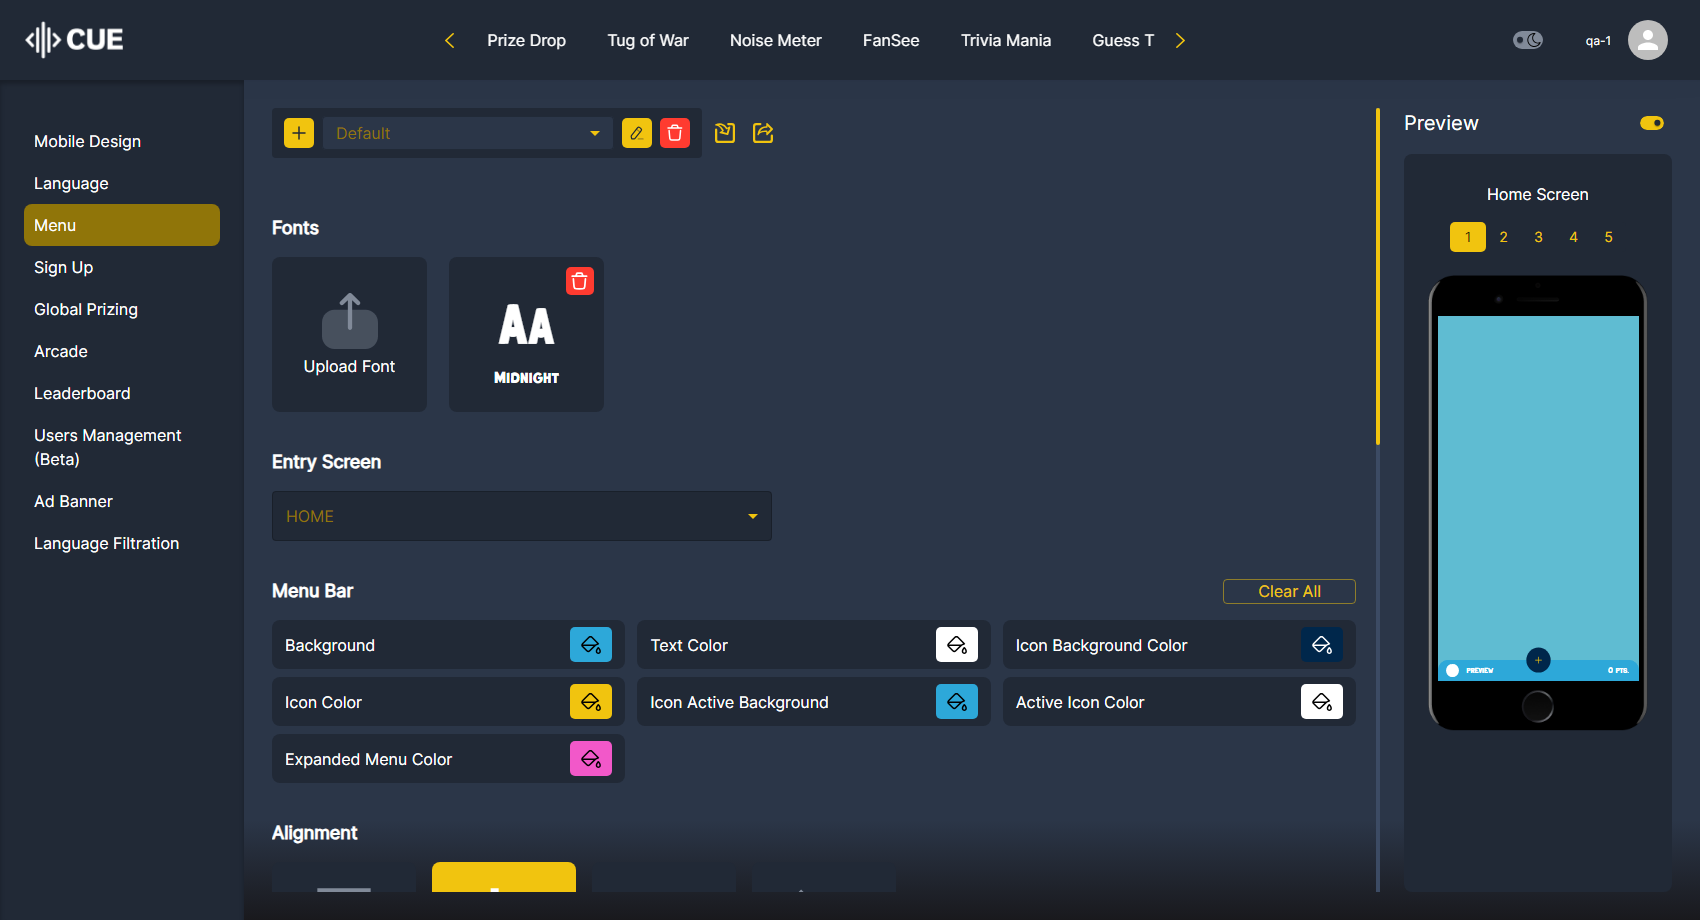 CUE
Prize Drop Tug of War Noise Meter FanSee Trivia Mania Guess T
qa-1
Mobile Design
Language
Menu
Sign Up
Global Prizing
Arcade
Leaderboard
Users Management
(Beta)
Ad Banner
Language Filtration
Default
Fonts
Upload Font
AA
MIDNIGHT
Entry Screen
HOME
Menu Bar
Clear All
Background
Text Color
Icon Background Color
Icon Color
Icon Active Background
Active Icon Color
Expanded Menu Color
Alignment
Preview
Home Screen
1 2 3 4 5
PREVIEW
0 PTS.